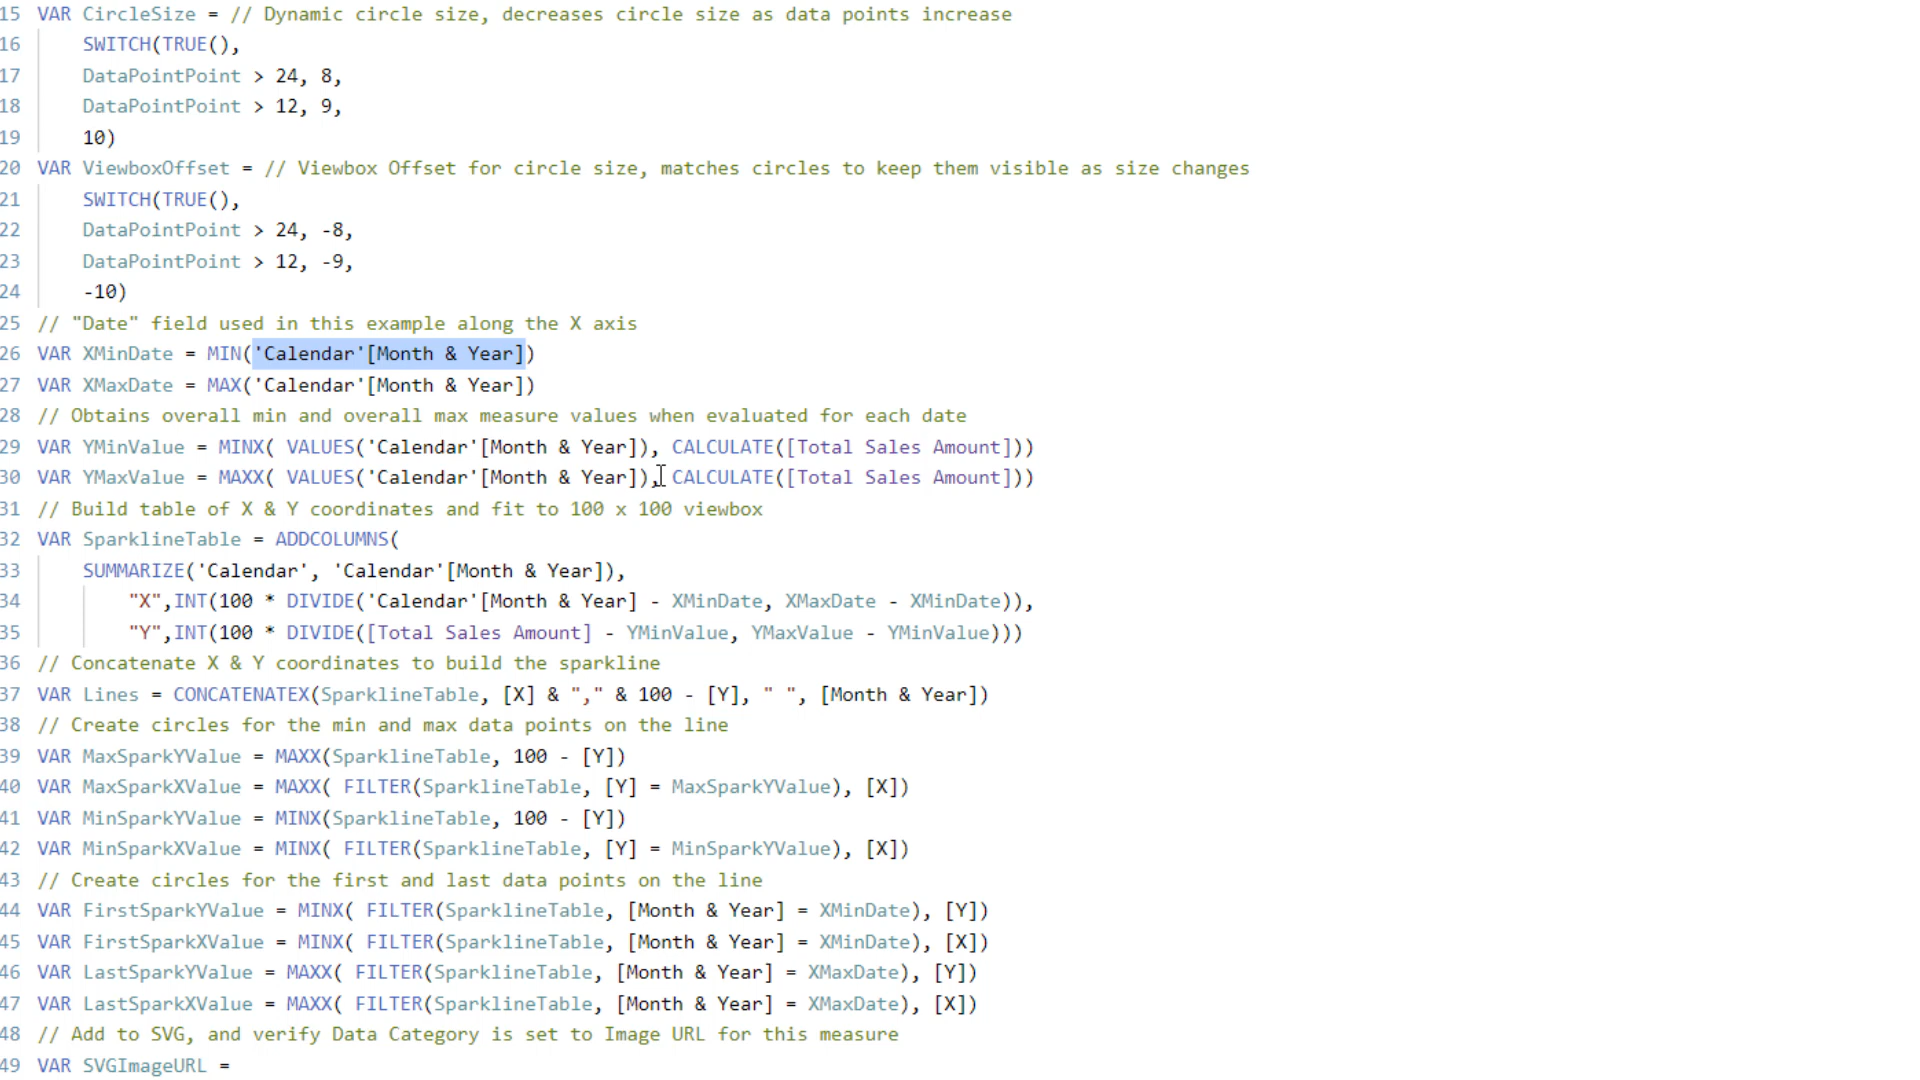 15 VAR CircleSize = // Dynamic circle size, decreases circle size as data points increase
16 SWITCH(TRUE(),
17 DataPointPoint > 24, 8,
18 DataPointPoint > 12, 9,
19 10)
20 VAR ViewboxOffset = // Viewbox Offset for circle size, matches circles to keep them visible as size changes
21 SWITCH(TRUE(),
22 DataPointPoint > 24, -8,
23 DataPointPoint > 12, -9,
24 -10)
25 // "Date" field used in this example along the X axis
26 VAR XMinDate = MIN('Calendar'[Month & Year])
27 VAR XMaxDate = MAX('Calendar'[Month & Year])
28 // Obtains overall min and overall max measure values when evaluated for each date
29 VAR YMinValue = MINX( VALUES('Calendar'[Month & Year]), CALCULATE([Total Sales Amount]))
30 VAR YMaxValue = MAXX( VALUES('Calendar'[Month & Year]), CALCULATE([Total Sales Amount]))
31 // Build table of X & Y coordinates and fit to 100 x 100 viewbox
32 VAR SparklineTable = ADDCOLUMNS(
33 SUMMARIZE('Calendar', 'Calendar'[Month & Year]),
34 "X",INT(100 * DIVIDE('Calendar'[Month & Year] - XMinDate, XMaxDate - XMinDate)),
35 "Y",INT(100 * DIVIDE([Total Sales Amount] - YMinValue, YMaxValue - YMinValue)))
36 // Concatenate X & Y coordinates to build the sparkline
37 VAR Lines = CONCATENATEX(SparklineTable, [X] & "," & 100 - [Y], " ", [Month & Year])
38 // Create circles for the min and max data points on the line
39 VAR MaxSparkYValue = MAXX(SparklineTable, 100 - [Y])
40 VAR MaxSparkXValue = MAXX( FILTER(SparklineTable, [Y] = MaxSparkYValue), [X])
41 VAR MinSparkYValue = MINX(SparklineTable, 100 - [Y])
42 VAR MinSparkXValue = MINX( FILTER(SparklineTable, [Y] = MinSparkYValue), [X])
43 // Create circles for the first and last data points on the line
44 VAR FirstSparkYValue = MINX( FILTER(SparklineTable, [Month & Year] = XMinDate), [Y])
45 VAR FirstSparkXValue = MINX( FILTER(SparklineTable, [Month & Year] = XMinDate), [X])
46 VAR LastSparkYValue = MAXX( FILTER(SparklineTable, [Month & Year] = XMaxDate), [Y])
47 VAR LastSparkXValue = MAXX( FILTER(SparklineTable, [Month & Year] = XMaxDate), [X])
48 // Add to SVG, and verify Data Category is set to Image URL for this measure
49 VAR SVGImageURL =